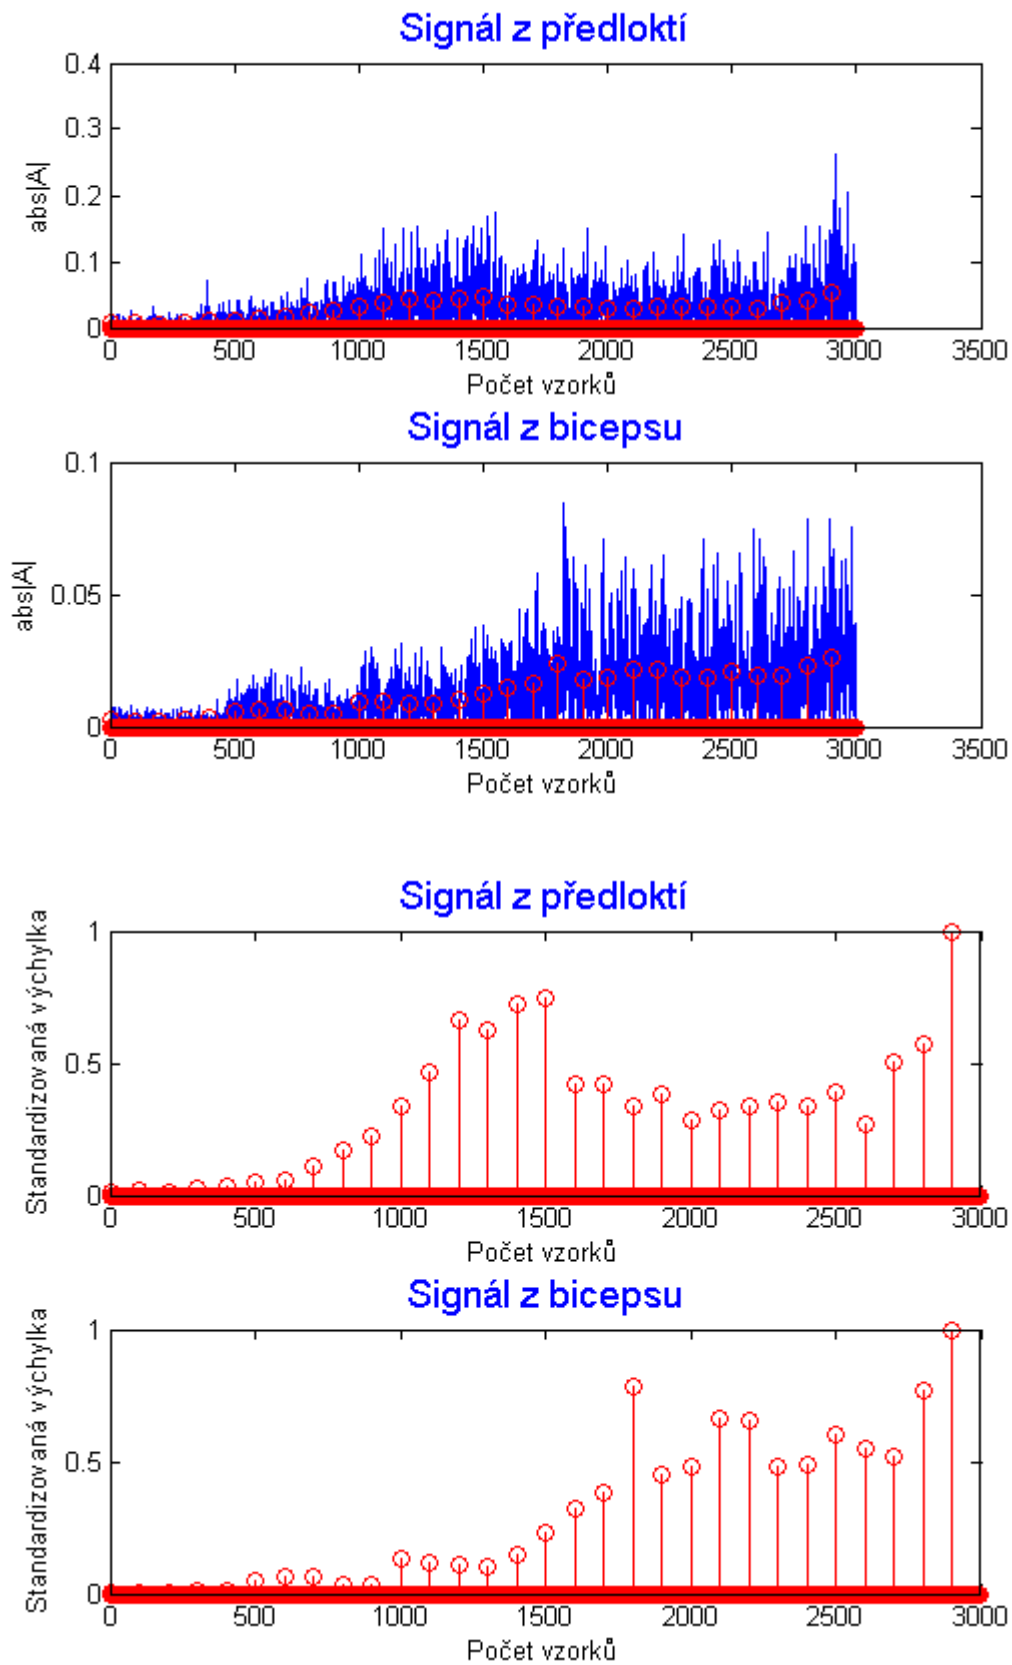 Signál z předloktí
abs|A|
0.4
0.3
0.2
0.1
0
0 500 1000 1500 2000 2500 3000 3500
Počet vzorků
Signál z bicepsu
abs|A|
0.1
0.05
0
0 500 1000 1500 2000 2500 3000 3500
Počet vzorků
Signál z předloktí
Standardizovaná výchylka
1
0.5
0
0 500 1000 1500 2000 2500 3000
Počet vzorků
Signál z bicepsu
Standardizovaná výchylka
1
0.5
0
0 500 1000 1500 2000 2500 3000
Počet vzorků